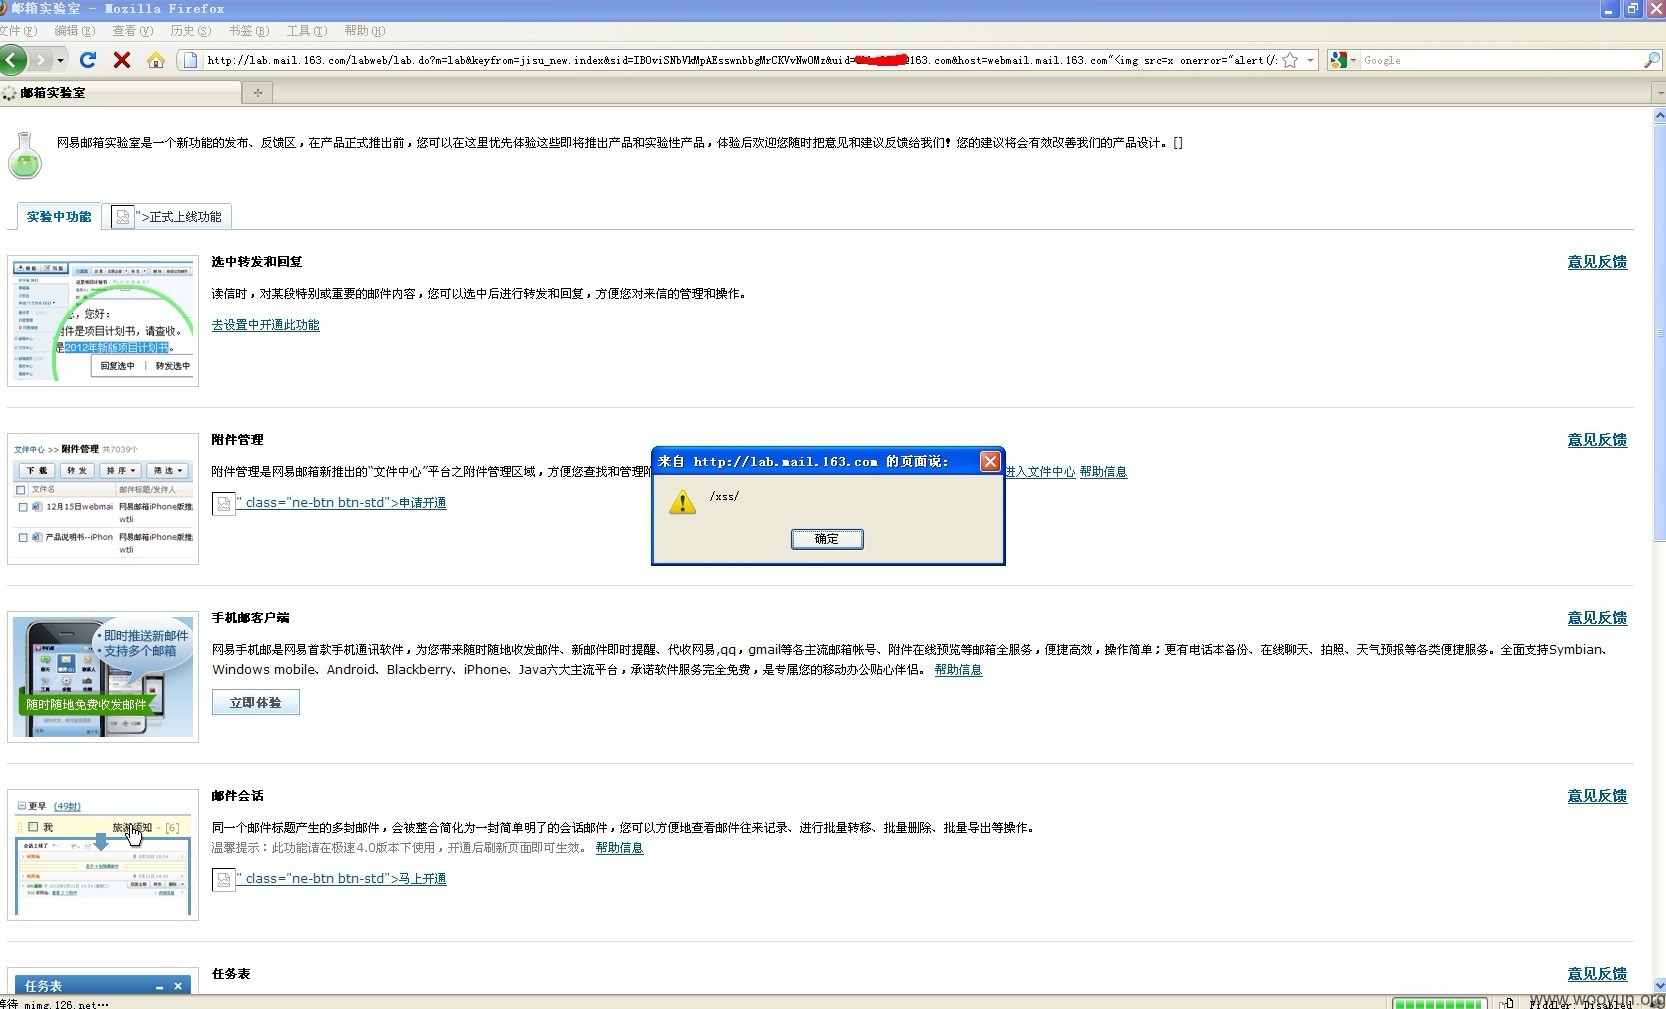 邮箱实验室 - Mozilla Firefox
文件(F) 编辑(E) 查看(V) 历史(S) 书签(B) 工具(T) 帮助(H)
163.com&host=webmail.mail.163.com"<img src=x onerror="alert(/:
Google
邮箱实验室
网易邮箱实验室是一个新功能的发布、反馈区，在产品正式推出前，您可以在这里优先体验这些即将推出产品和实验性产品，体验后欢迎您随时把意见和建议反馈给我们！您的建议将会有效改善我们的产品设计。[]
实验中功能 ">正式上线功能
选中转发和回复 意见反馈
读信时，对某段特别或重要的邮件内容，您可以选中后进行转发和回复，方便您对来信的管理和操作。
去设置中开通此功能
您好：
附件是项目计划书，请查收。
是2012年新版项目计划书。
回复选中 | 转发选中
附件管理 意见反馈
附件管理是网易邮箱新推出的“文件中心”平台之附件管理区域，方便您查找和管理附
进入文件中心 帮助信息
" class="ne-btn btn-std">申请开通
文件中心 >> 附件管理 共7039个
下载 转发 排序 筛选
文件名 邮件标题/发件人
12月15日webmai 网易邮箱iPhone版推
wtli
产品说明书--iPhon 网易邮箱iPhone版推
wtli
来自 http://lab.mail.163.com 的页面说:
/xss/
确定
手机邮客户端 意见反馈
网易手机邮是网易首款手机通讯软件，为您带来随时随地收发邮件、新邮件即时提醒、代收网易,qq，gmail等各主流邮箱帐号、附件在线预览等邮箱全服务，便捷高效，操作简单；更有电话本备份、在线聊天、拍照、天气预报等各类便捷服务。全面支持Symbian、
Windows mobile、Android、Blackberry、iPhone、Java六大主流平台，承诺软件服务完全免费，是专属您的移动办公贴心伴侣。 帮助信息
立即体验
•即时推送新邮件
•支持多个邮箱
随时随地免费收发邮件
邮件会话 意见反馈
同一个邮件标题产生的多封邮件，会被整合简化为一封简单明了的会话邮件，您可以方便地查看邮件往来记录、进行批量转移、批量删除、批量导出等操作。
温馨提示：此功能请在极速4.0版本下使用，开通后刷新页面即可生效。 帮助信息
" class="ne-btn btn-std">马上开通
更早 (49封)
我 旅游须知 - [6]
任务表 意见反馈
任务表
等待 mimg.126.net…
Fiddler: Disabled
www.wooyun.org